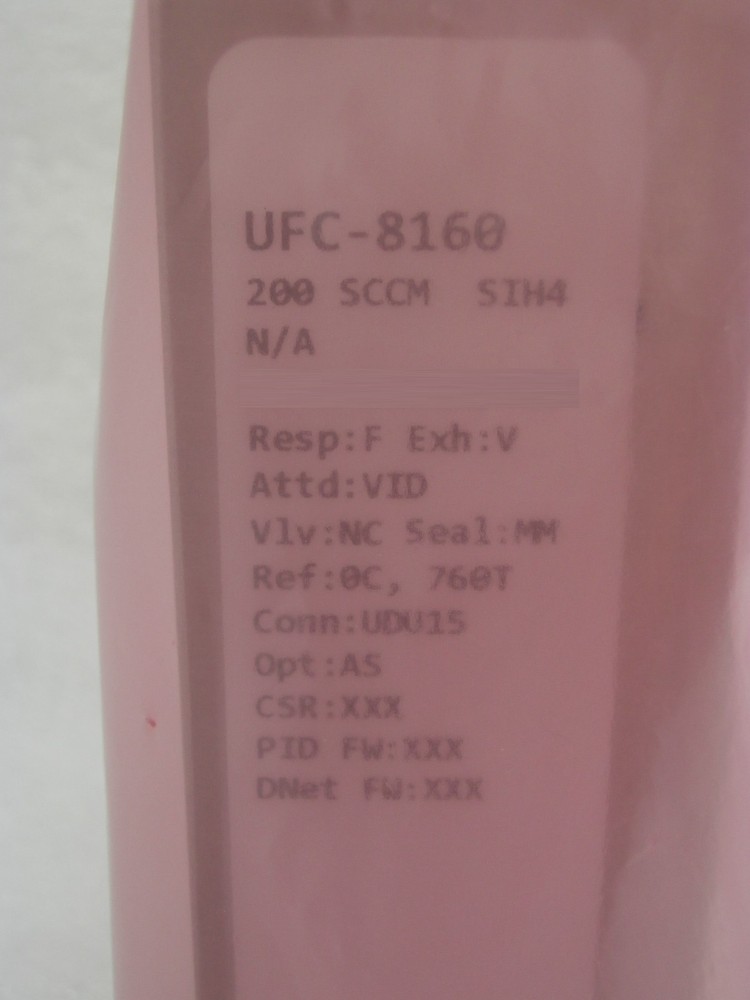 UFC-8160
200 SCCM SIH4
N/A
Resp:F Exh:V
Attd:VID
Vlv:NC Seal:MM
Ref:0C, 760T
Conn:UDU15
Opt:AS
CSR:XXX
PID FW:XXX
DNet FW:XXX